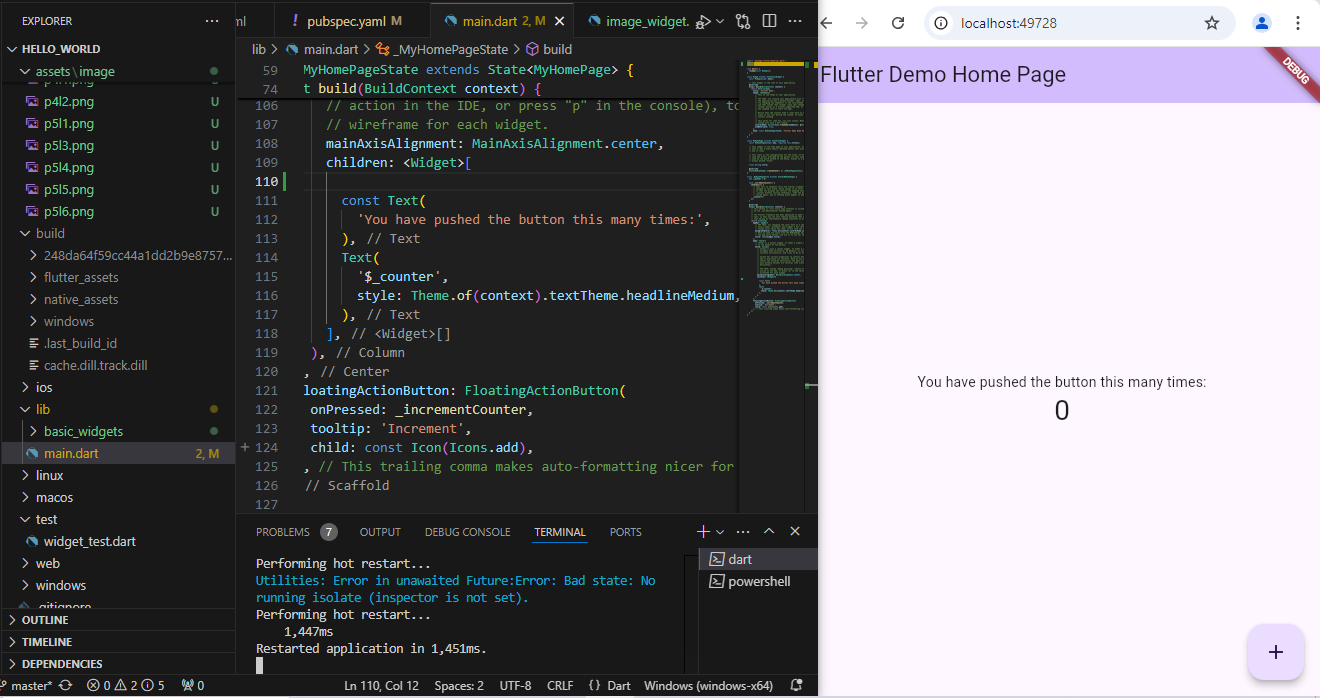 EXPLORER
HELLO_WORLD
assets\image
p4l2.png U
p5l1.png U
p5l3.png U
p5l4.png U
p5l5.png U
p5l6.png U
build
248da64f59cc44a1dd2b9e8757...
flutter_assets
native_assets
windows
.last_build_id
cache.dill.track.dill
ios
lib
basic_widgets
main.dart 2, M
linux
macos
test
widget_test.dart
web
windows
.gitignore
OUTLINE
TIMELINE
DEPENDENCIES
ml ! pubspec.yaml M main.dart 2, M image_widget.
lib > main.dart > _MyHomePageState > build
59 MyHomePageState extends State<MyHomePage> {
74 t build(BuildContext context) {
106 // action in the IDE, or press "p" in the console), to
107 // wireframe for each widget.
108 mainAxisAlignment: MainAxisAlignment.center,
109 children: <Widget>[
110
111 const Text(
112 'You have pushed the button this many times:',
113 ), // Text
114 Text(
115 '$_counter',
116 style: Theme.of(context).textTheme.headlineMedium,
117 ), // Text
118 ], // <Widget>[]
119 ), // Column
120 , // Center
121 loatingActionButton: FloatingActionButton(
122 onPressed: _incrementCounter,
123 tooltip: 'Increment',
124 child: const Icon(Icons.add),
125 , // This trailing comma makes auto-formatting nicer for
126 // Scaffold
127
PROBLEMS 7 OUTPUT DEBUG CONSOLE TERMINAL PORTS
Performing hot restart...
Utilities: Error in unawaited Future:Error: Bad state: No
running isolate (inspector is not set).
Performing hot restart...
1,447ms
Restarted application in 1,451ms.
dart
powershell
master* 0 2 5 0 Ln 110, Col 12 Spaces: 2 UTF-8 CRLF {} Dart Windows (windows-x64)
localhost:49728
Flutter Demo Home Page
DEBUG
You have pushed the button this many times:
0
+